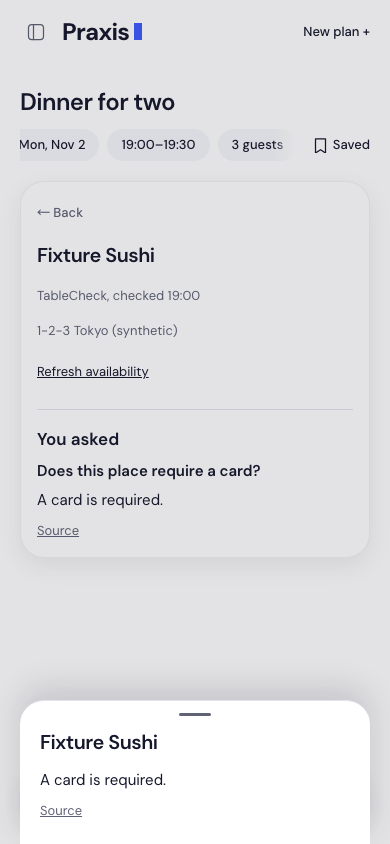 Praxis
New plan +
Dinner for two
Mon, Nov 2
19:00–19:30
3 guests
Saved
← Back
Fixture Sushi
TableCheck, checked 19:00
1-2-3 Tokyo (synthetic)
Refresh availability
You asked
Does this place require a card?
A card is required.
Source
Fixture Sushi
A card is required.
Source